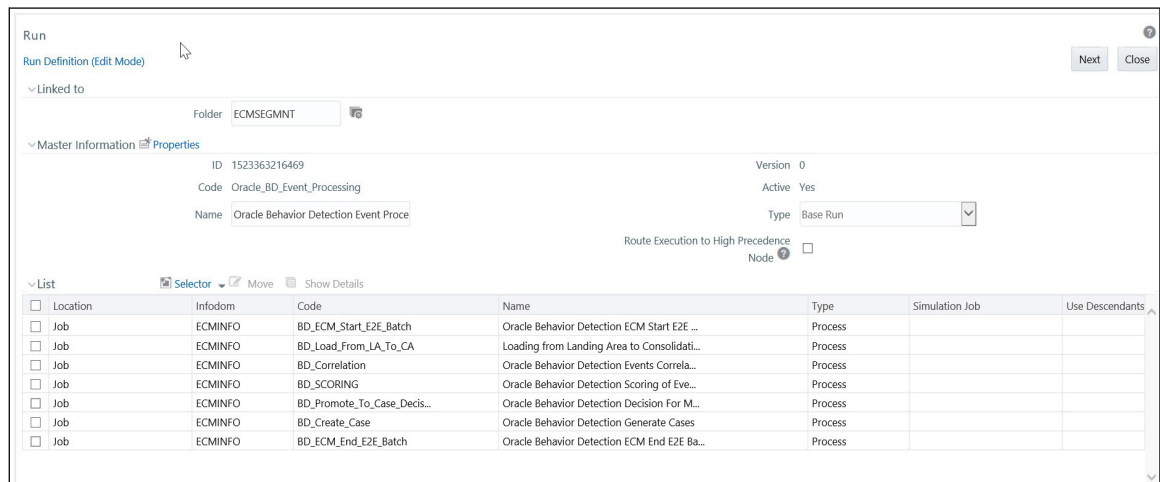 Run
Run Definition (Edit Mode)
Next Close
Linked to
Folder ECMSEGMNT
Master Information Properties
ID 1523363216469 Version 0
Code Oracle_BD_Event_Processing Active Yes
Name Oracle Behavior Detection Event Proce Type Base Run
Route Execution to High Precedence
Node
List Selector Move Show Details
Location Infodom Code Name Type Simulation Job Use Descendants
Job ECMINFO BD_ECM_Start_E2E_Batch Oracle Behavior Detection ECM Start E2E ... Process
Job ECMINFO BD_Load_From_LA_To_CA Loading from Landing Area to Consolidati... Process
Job ECMINFO BD_Correlation Oracle Behavior Detection Events Correla... Process
Job ECMINFO BD_SCORING Oracle Behavior Detection Scoring of Eve... Process
Job ECMINFO BD_Promote_To_Case_Decis... Oracle Behavior Detection Decision For M... Process
Job ECMINFO BD_Create_Case Oracle Behavior Detection Generate Cases Process
Job ECMINFO BD_ECM_End_E2E_Batch Oracle Behavior Detection ECM End E2E Ba... Process